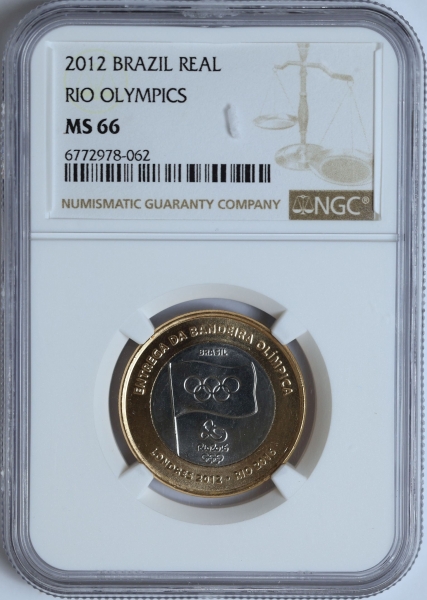 2012 BRAZIL REAL
RIO OLYMPICS
MS 66
6772978-062
NUMISMATIC GUARANTY COMPANY
NGC®
ENTREGA DA BANDEIRA OLÍMPICA
BRASIL
LONDRES 2012 - RIO 2016